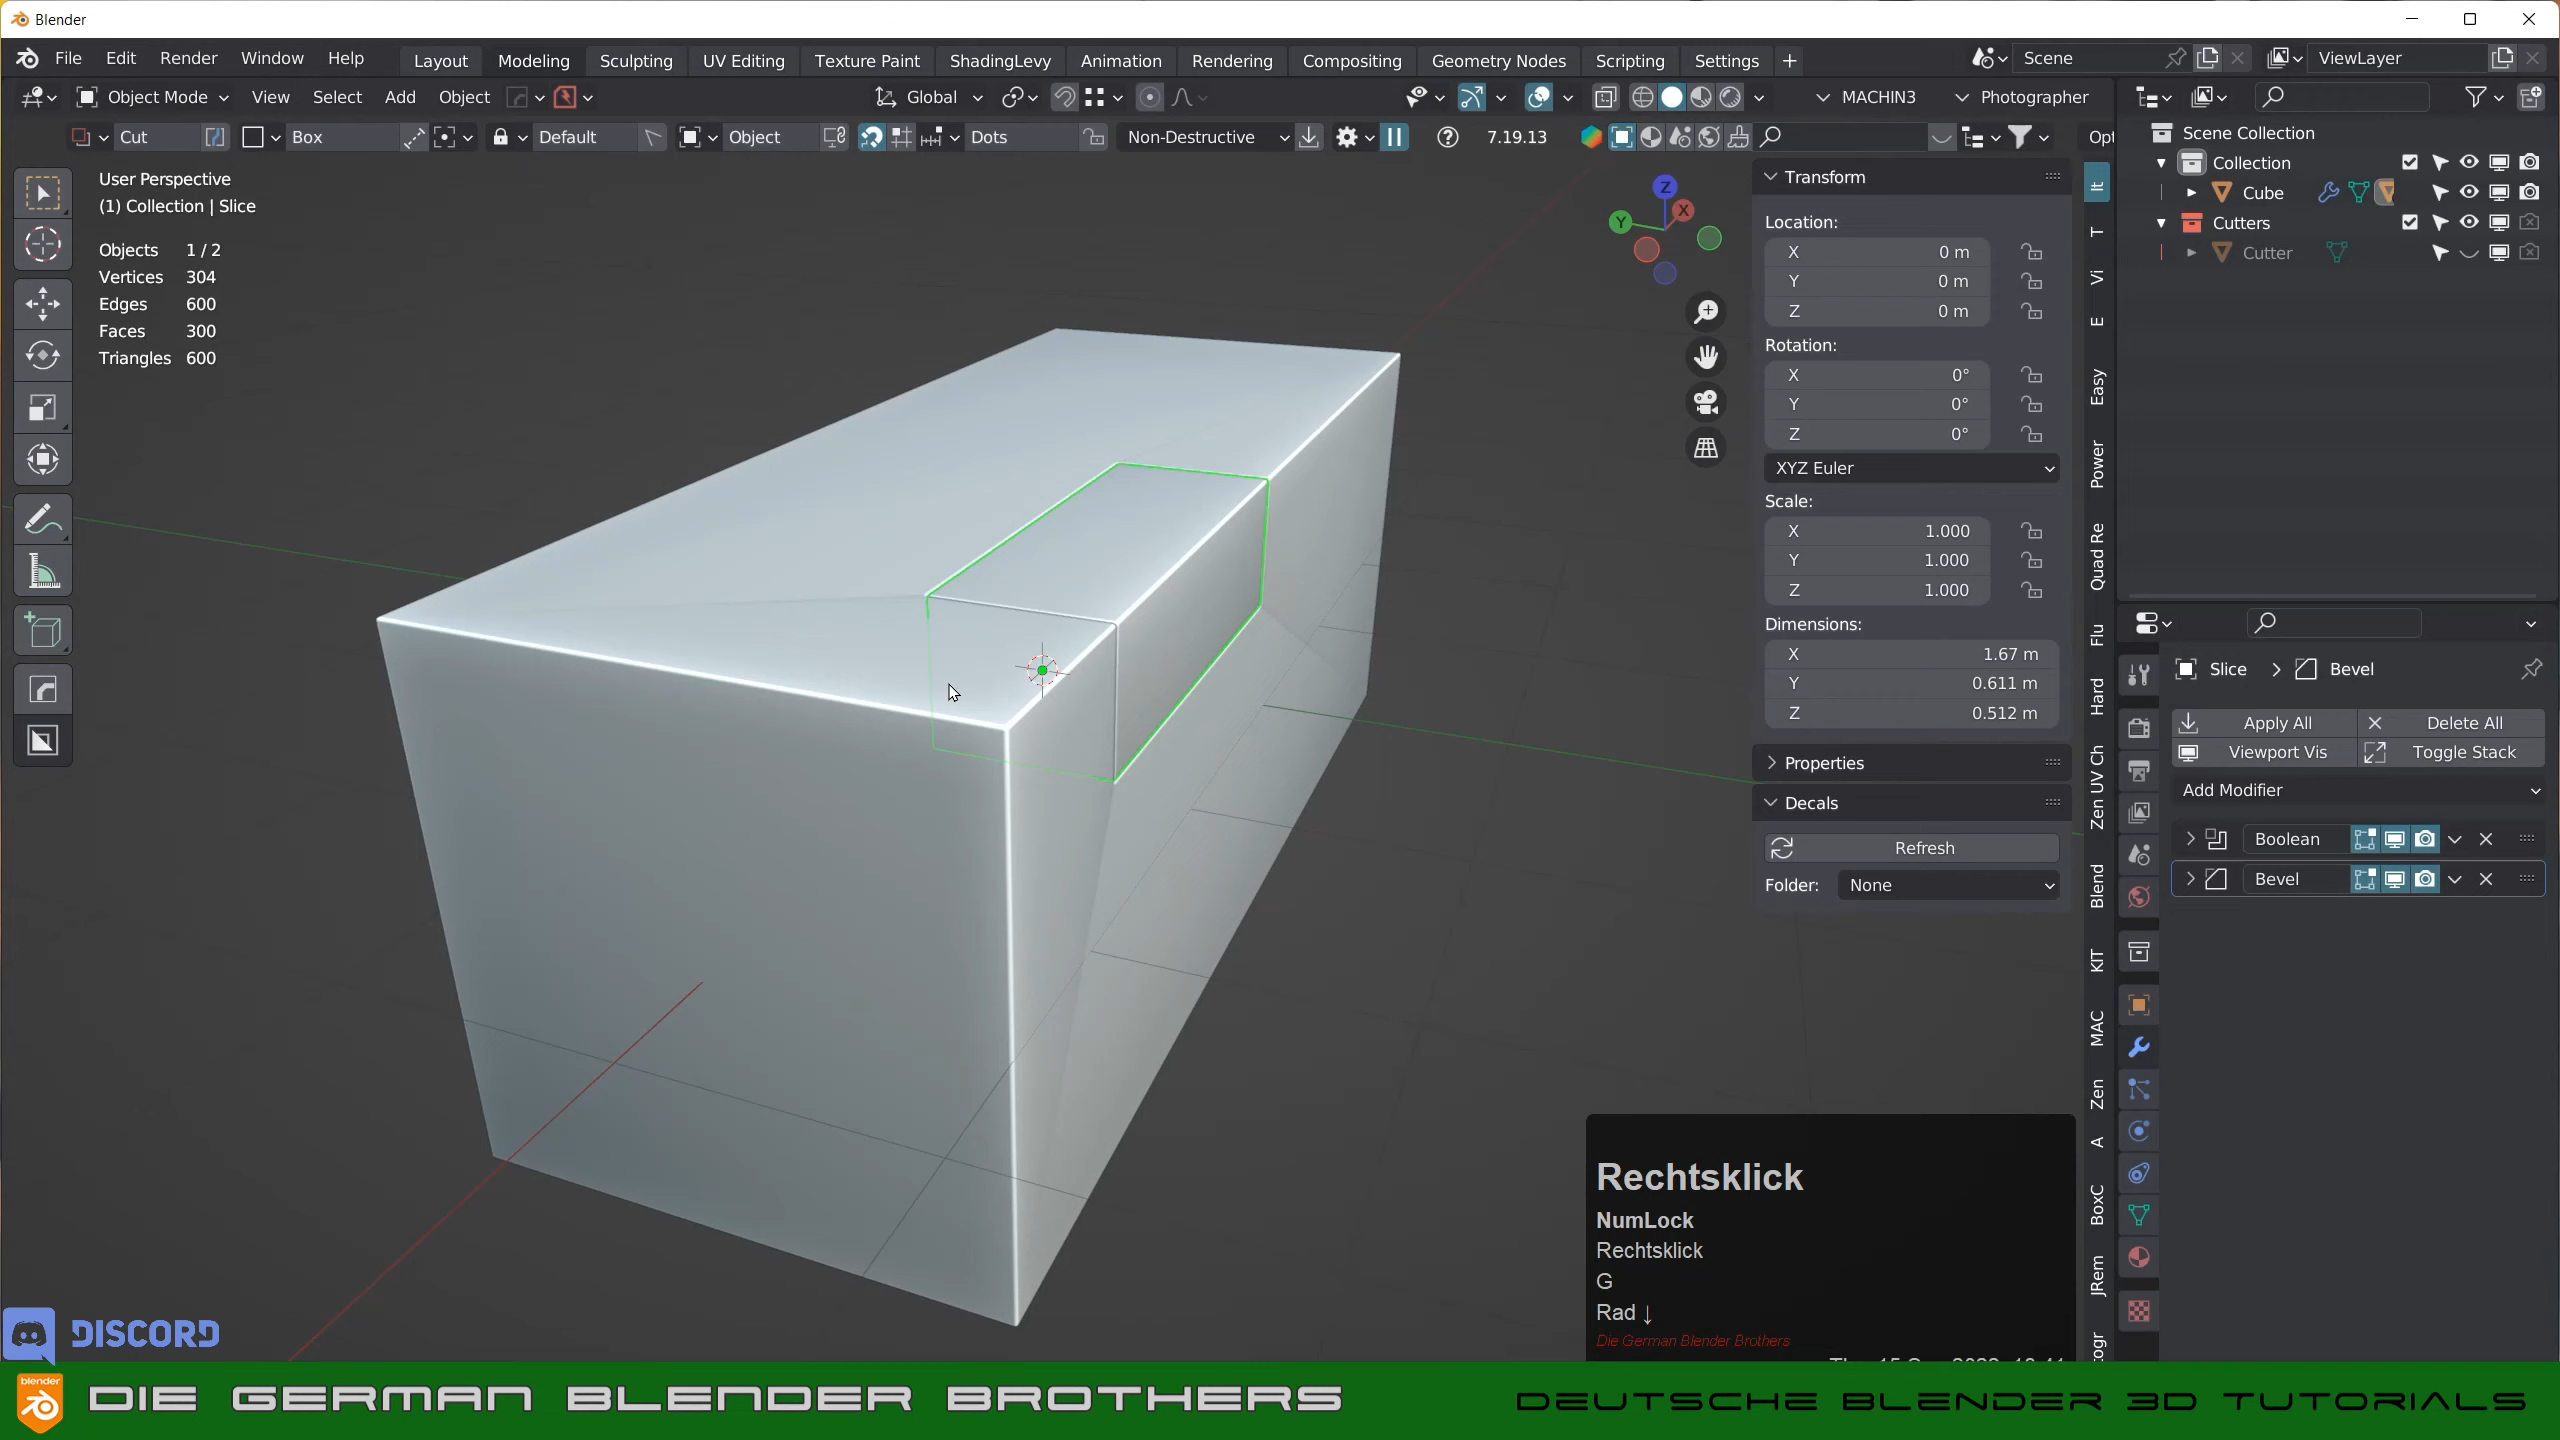 Blender
File Edit Render Window Help Layout Modeling Sculpting UV Editing Texture Paint ShadingLevy Animation Rendering Compositing Geometry Nodes Scripting Settings + Scene ViewLayer
Object Mode View Select Add Object Global MACHIN3 Photographer
Cut Box Default Object Dots Non-Destructive 7.19.13 Opt
User Perspective
(1) Collection | Slice
Objects 1 / 2
Vertices 304
Edges 600
Faces 300
Triangles 600
Z
Y
X
Transform
Location:
X 0 m
Y 0 m
Z 0 m
Rotation:
X 0°
Y 0°
Z 0°
XYZ Euler
Scale:
X 1.000
Y 1.000
Z 1.000
Dimensions:
X 1.67 m
Y 0.611 m
Z 0.512 m
Properties
Decals
Refresh
Folder: None
It
T
Vi
E
Easy
Power
Quad Re
Flu
Hard
Zen UV Ch
Blend
KIT
MAC
Zen
A
BoxC
JRem
togr
Scene Collection
Collection
Cube
Cutters
Cutter
Slice > Bevel
Apply All Delete All
Viewport Vis Toggle Stack
Add Modifier
Boolean
Bevel
Rechtsklick
NumLock
Rechtsklick
G
Rad ↓
Die German Blender Brothers
DISCORD
blender
DIE GERMAN BLENDER BROTHERS
DEUTSCHE BLENDER 3D TUTORIALS